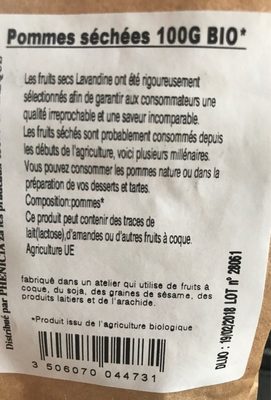 Pommes séchées 100G BIO*
Les fruits secs Lavandine ont été rigoureusement
sélectionnés afin de garantir aux consommateurs une
qualité irreprochable et une saveur incomparable.
Les fruits séchés sont probablement consommés depuis
les débuts de l'agriculture, voici plusieurs millénaires.
Vous pouvez consommer les pommes nature ou dans la
préparation de vos desserts et tartes.
Composition:pommes*
Ce produit peut contenir des traces de
lait(lactose),d'amandes ou d'autres fruits à coque.
Agriculture UE
fabriqué dans un atelier qui utilise de fruits à
coque, du soja, des graines de sésame, des
produits laitiers et de l'arachide.
*Produit issu de l'agriculture biologique
3 506070 044731
DLUO : 19/02/2018 LOT n° 28061
Distribué par PHENICIA